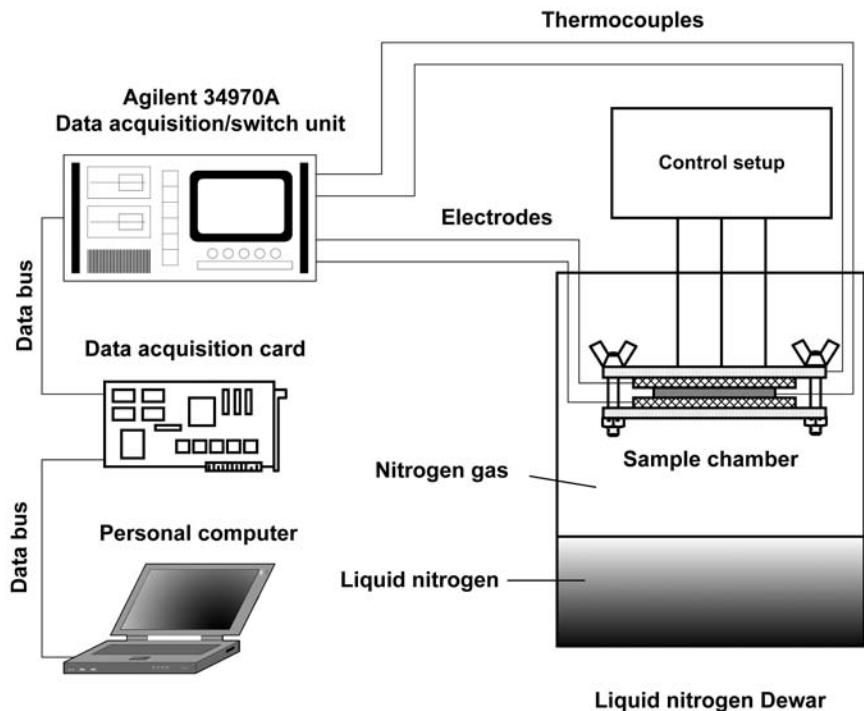 Thermocouples
Agilent 34970A
Data acquisition/switch unit
Control setup
Electrodes
Data bus
Data acquisition card
Sample chamber
Nitrogen gas
Data bus
Personal computer
Liquid nitrogen
Liquid nitrogen Dewar